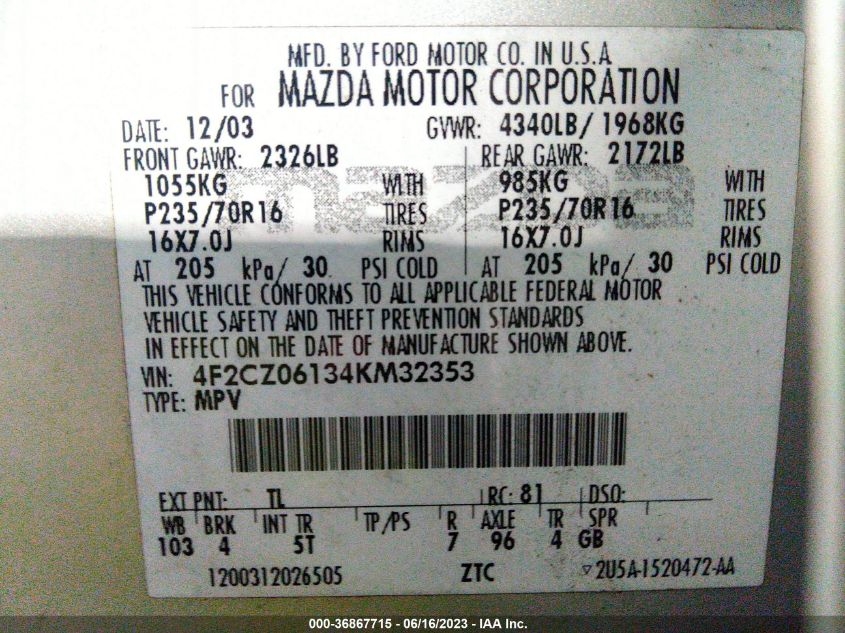 MFD. BY FORD MOTOR CO. IN U.S.A
FOR MAZDA MOTOR CORPORATION
DATE: 12/03 GVWR: 4340LB/ 1968KG
FRONT GAWR: 2326LB REAR GAWR: 2172LB
1055KG WITH 985KG WITH
P235/70R16 TIRES P235/70R16 TIRES
16X7.0J RIMS 16X7.0J RIMS
AT 205 kPa/ 30 PSI COLD AT 205 kPa/ 30 PSI COLD
THIS VEHICLE CONFORMS TO ALL APPLICABLE FEDERAL MOTOR
VEHICLE SAFETY AND THEFT PREVENTION STANDARDS
IN EFFECT ON THE DATE OF MANUFACTURE SHOWN ABOVE.
VIN: 4F2CZ06134KM32353
TYPE: MPV
EXT PNT: TL RC: 81 DSO:
WB BRK INT TR TP/PS R AXLE TR SPR
103 4 5T 7 96 4 GB
1200312026505 ZTC ▽2U5A-1520472-AA
mazda
000-36867715 - 06/16/2023 - IAA Inc.